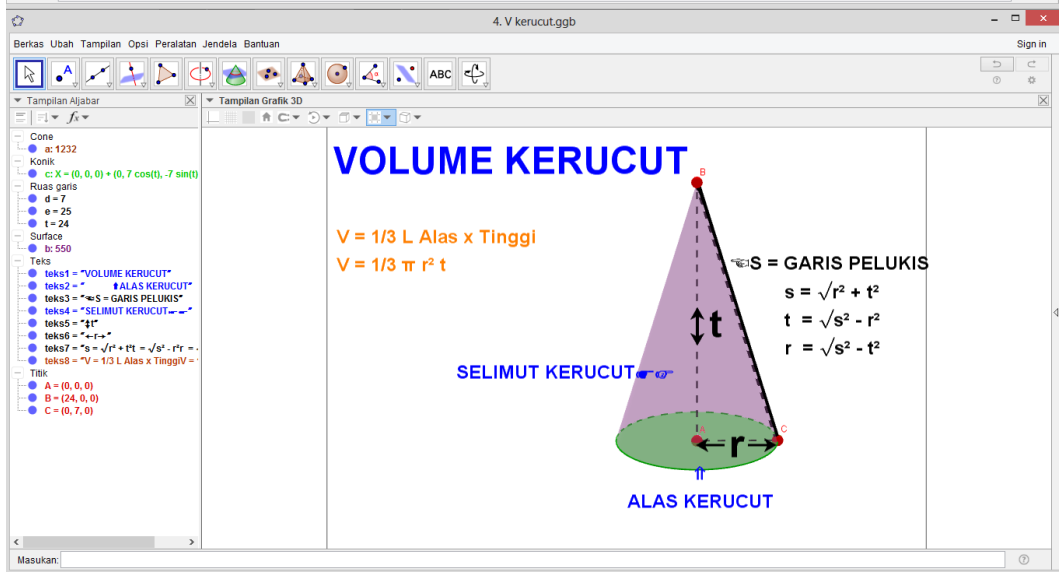 4. V kerucut.ggb
Berkas Ubah Tampilan Opsi Peralatan Jendela Bantuan
Sign in
A
ABC
Tampilan Aljabar
Tampilan Grafik 3D
fx
Cone
a: 1232
Konik
c: X = (0, 0, 0) + (0, 7 cos(t), -7 sin(t)
Ruas garis
d = 7
e = 25
t = 24
Surface
b: 550
Teks
teks1 = "VOLUME KERUCUT"
teks2 = " ⇑ALAS KERUCUT"
teks3 = "☜S = GARIS PELUKIS"
teks4 = "SELIMUT KERUCUT☛☞"
teks5 = "↕t"
teks6 = "←r→"
teks7 = "s = √r² + t²t = √s² - r²r =
teks8 = "V = 1/3 L Alas x TinggiV =
Titik
A = (0, 0, 0)
B = (24, 0, 0)
C = (0, 7, 0)
VOLUME KERUCUT
B
V = 1/3 L Alas x Tinggi
V = 1/3 π r² t
☜S = GARIS PELUKIS
s = √r² + t²
t = √s² - r²
r = √s² - t²
↕t
SELIMUT KERUCUT☛☞
A
C
←r→
⇑
ALAS KERUCUT
Masukan: